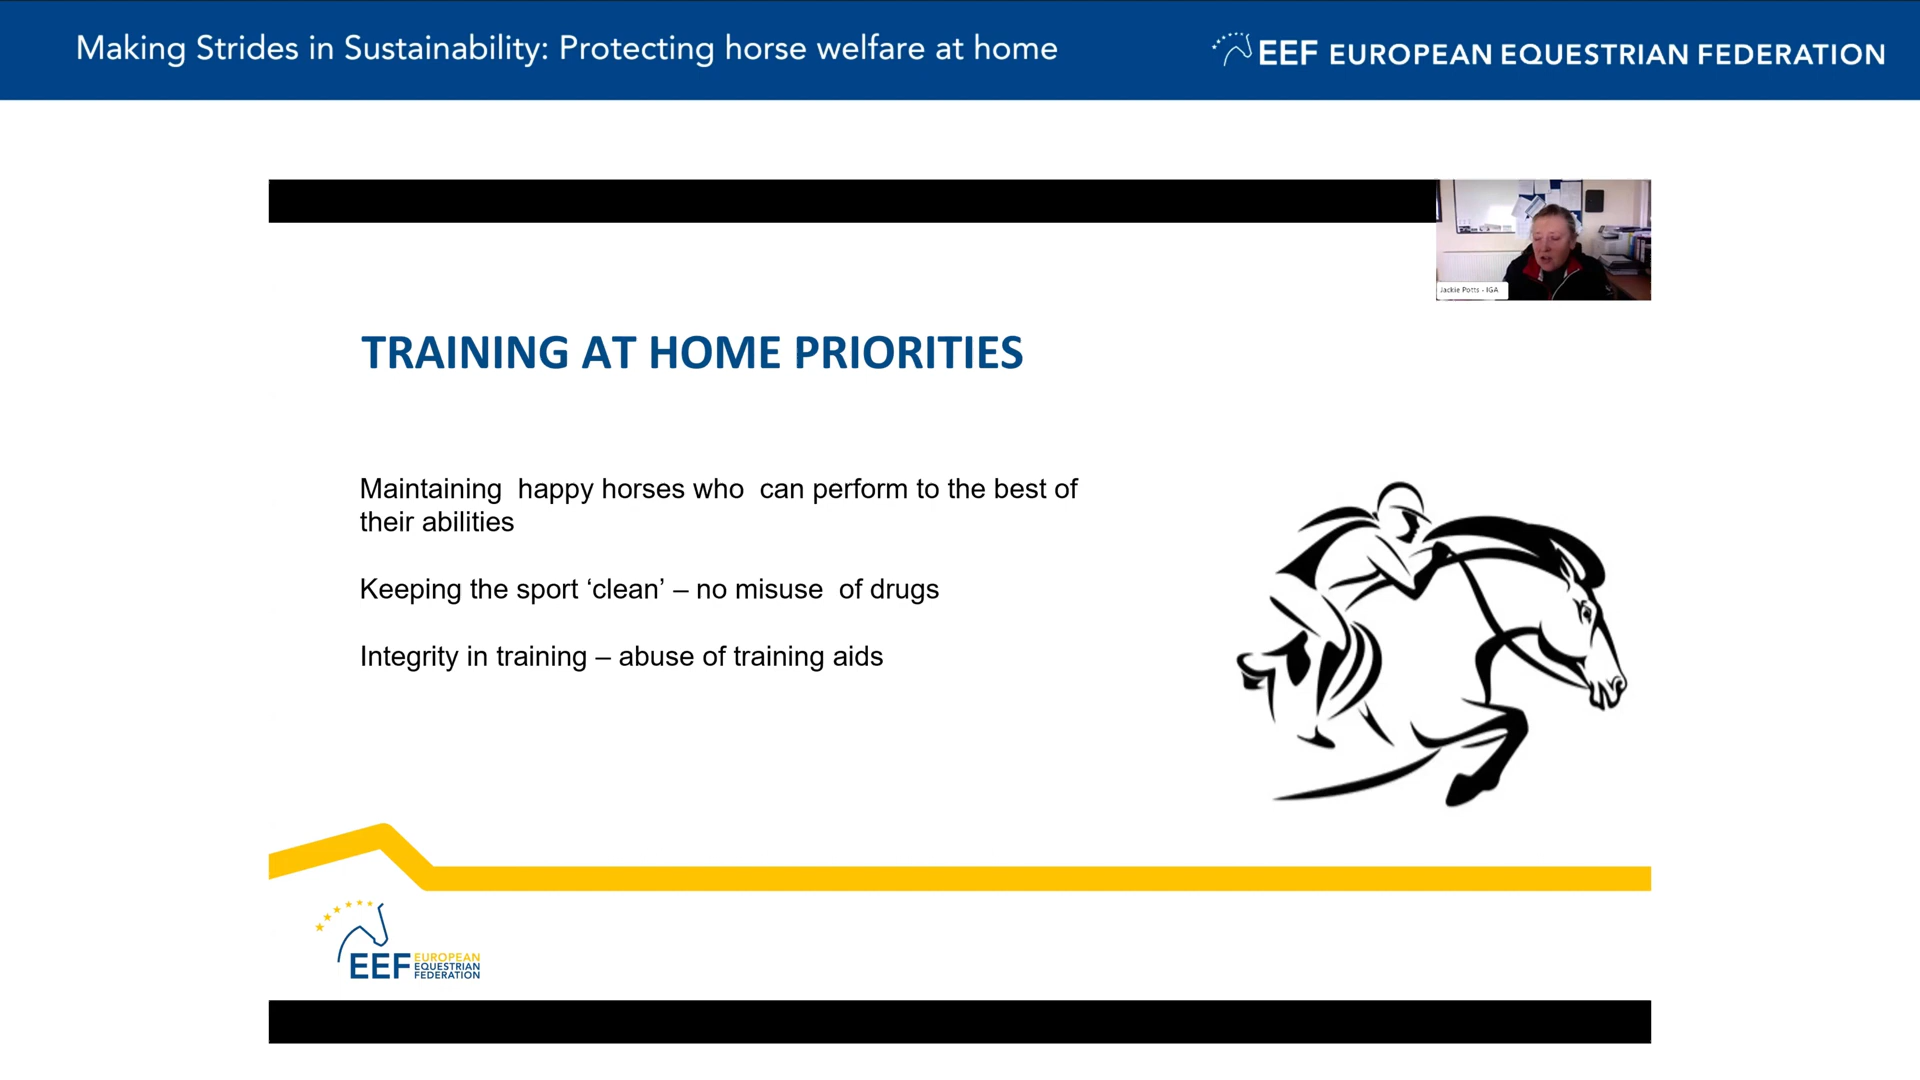 Making Strides in Sustainability: Protecting horse welfare at home
EEF EUROPEAN EQUESTRIAN FEDERATION
Jackie Potts - IGA
TRAINING AT HOME PRIORITIES
Maintaining  happy horses who  can perform to the best of
their abilities
Keeping the sport ‘clean’ – no misuse  of drugs
Integrity in training – abuse of training aids
EEF EUROPEAN
EQUESTRIAN
FEDERATION